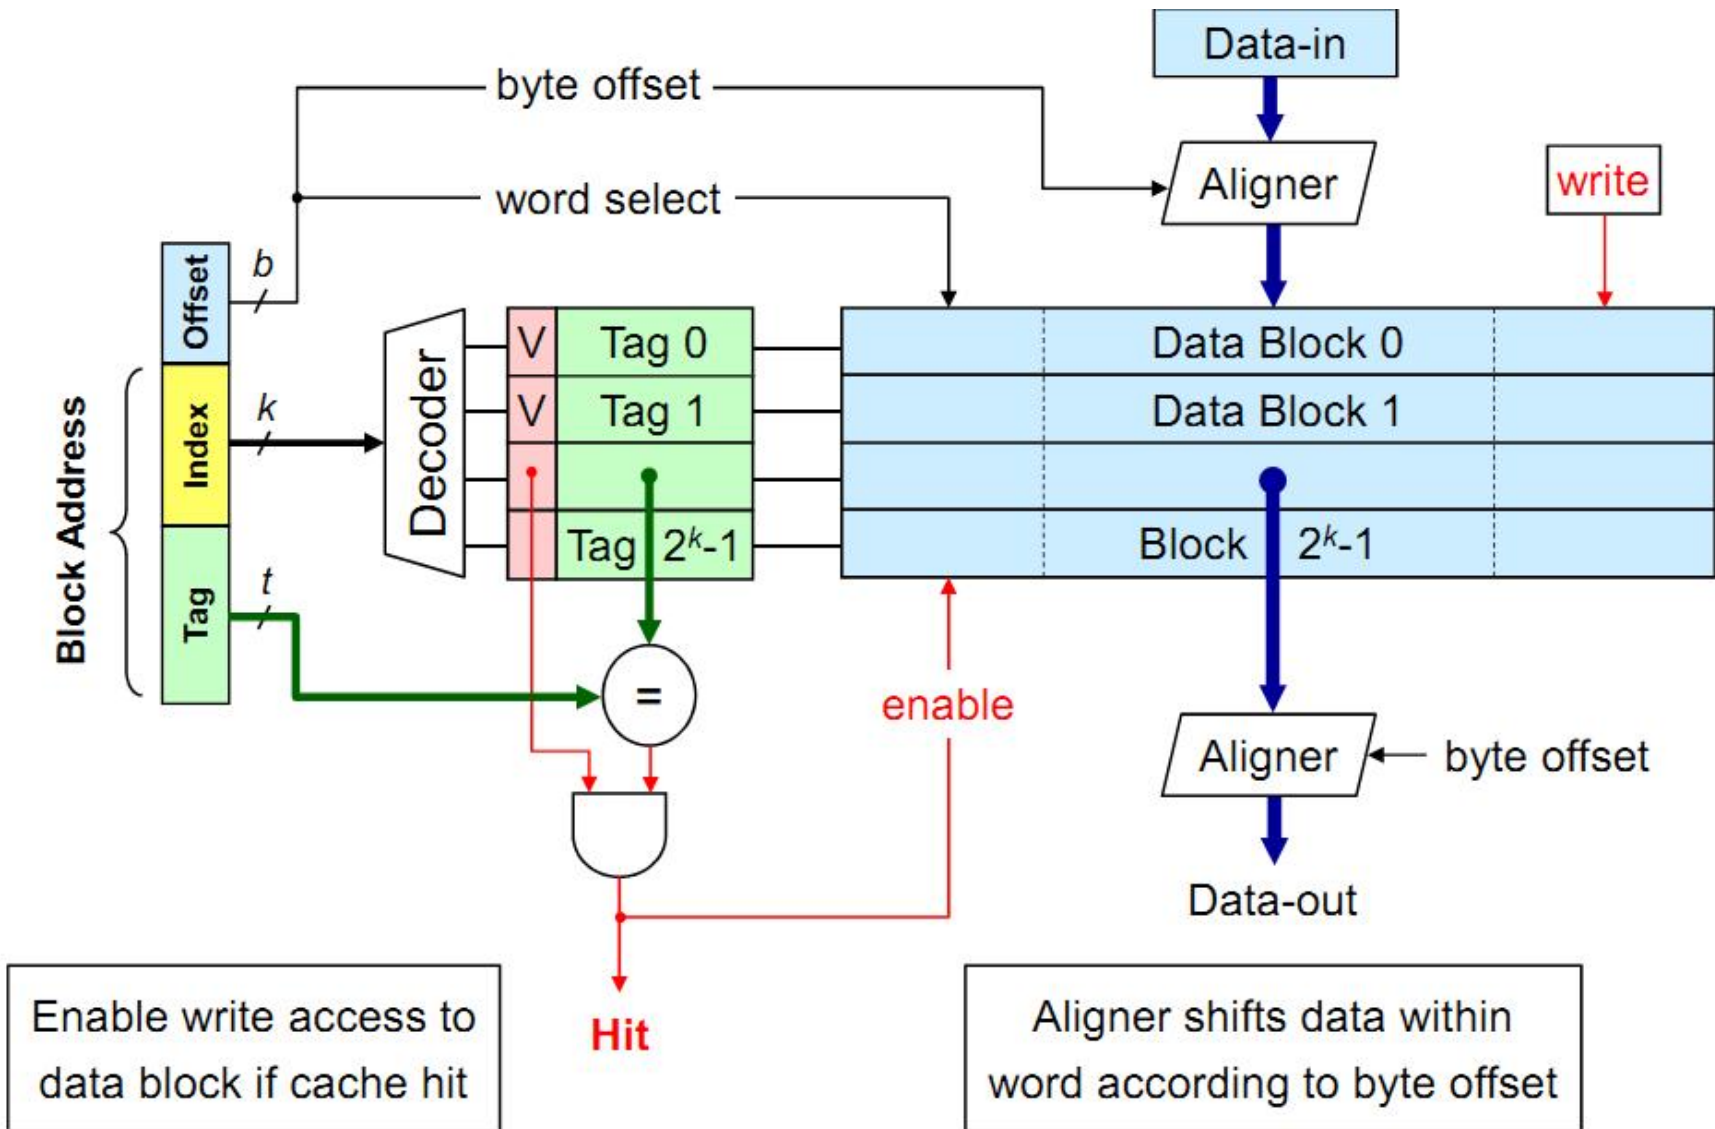 Data-in
byte offset
Aligner
write
word select
Offset
b
Block Address
Index
k
Decoder
V
Tag 0
Data Block 0
V
Tag 1
Data Block 1
Tag 2ᵏ-1
Block 2ᵏ-1
Tag
t
=
enable
Aligner
byte offset
Data-out
Hit
Enable write access to
data block if cache hit
Aligner shifts data within
word according to byte offset